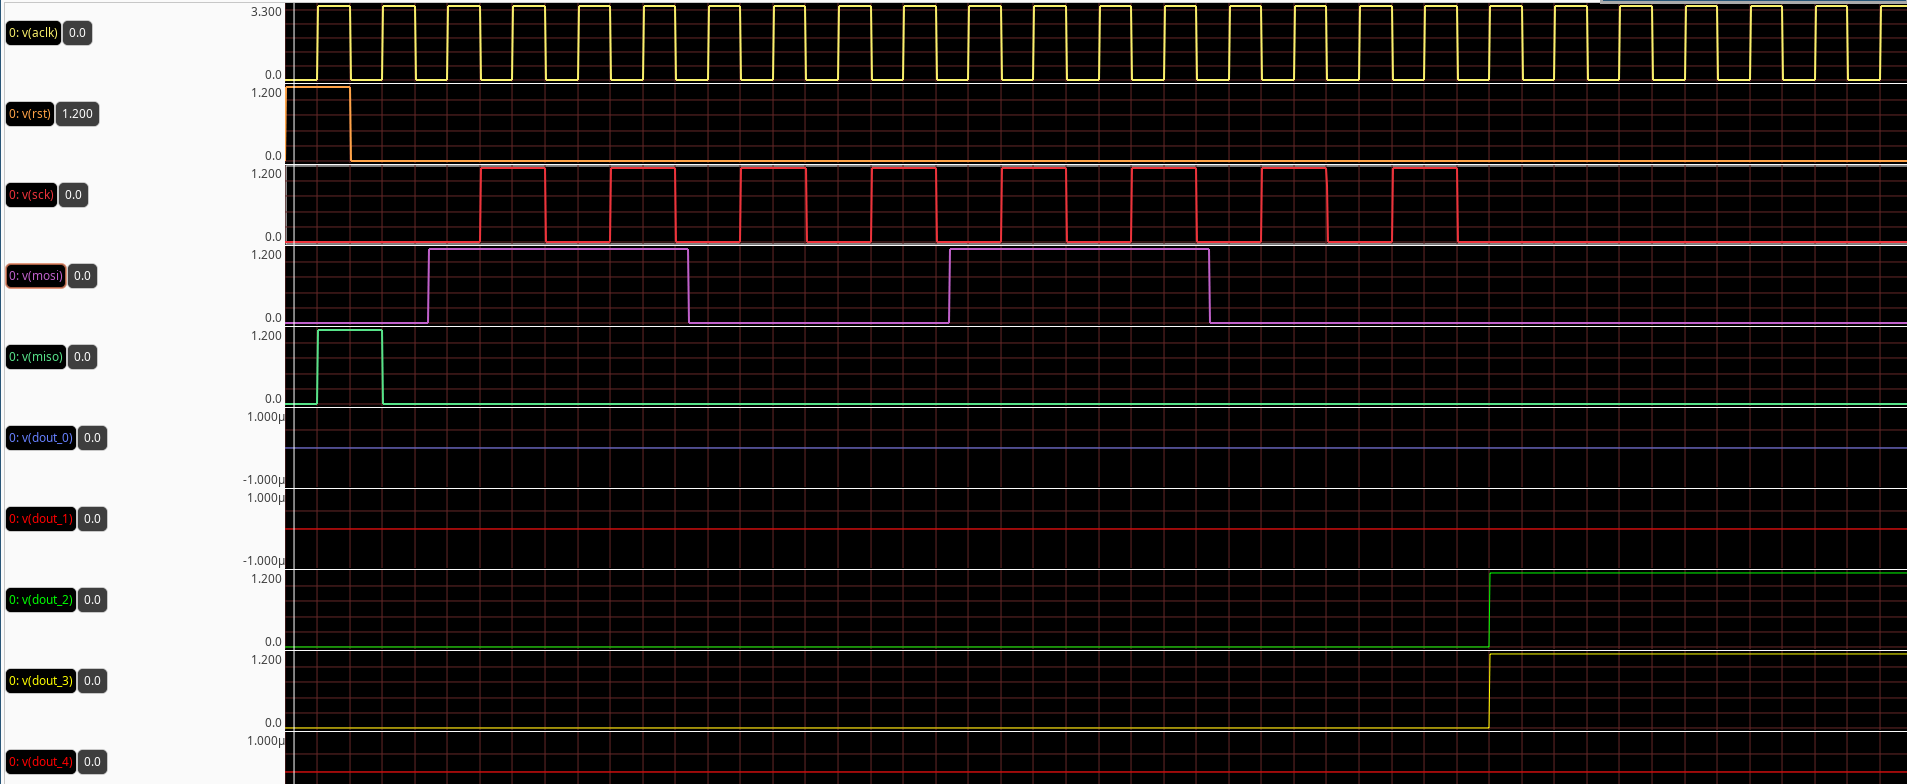 3.300
0: v(aclk) 0.0
0.0
1.200
0: v(rst) 1.200
0.0
1.200
0: v(sck) 0.0
0.0
1.200
0: v(mosi) 0.0
0.0
1.200
0: v(miso) 0.0
0.0
1.000µ
0: v(dout_0) 0.0
-1.000µ
1.000µ
0: v(dout_1) 0.0
-1.000µ
1.200
0: v(dout_2) 0.0
0.0
1.200
0: v(dout_3) 0.0
0.0
1.000µ
0: v(dout_4) 0.0